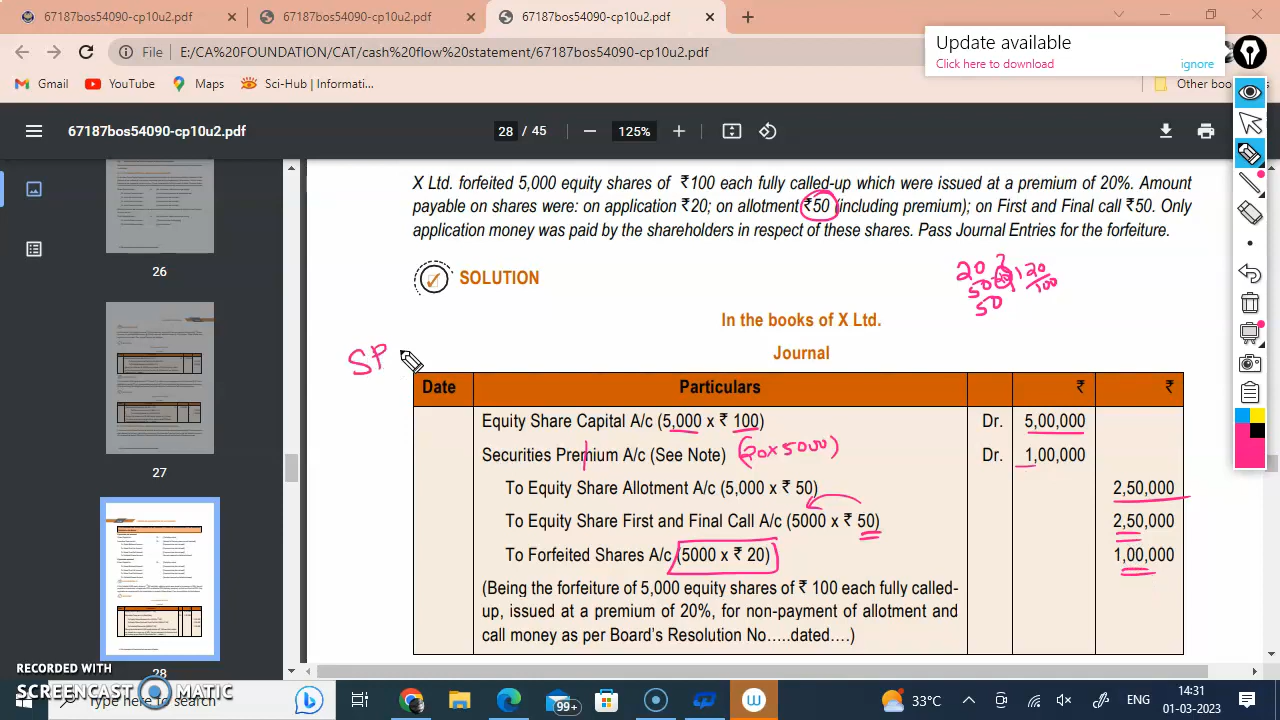 67187bos54090-cp10u2.pdf
67187bos54090-cp10u2.pdf
67187bos54090-cp10u2.pdf
File E:/CA%20FOUNDATION/CAT/cash%20flow%20statement/67187bos54090-cp10u2.pdf
Update available
Click here to download ignore
Gmail YouTube Maps Sci-Hub | Informati... Other boo
67187bos54090-cp10u2.pdf 28 / 45 125%
26
27
28
X Ltd. forfeited 5,000 equity shares of ₹100 each fully called-up which were issued at a premium of 20%. Amount
payable on shares were: on application ₹20; on allotment ₹50 (including premium); on First and Final call ₹50. Only
application money was paid by the shareholders in respect of these shares. Pass Journal Entries for the forfeiture.
20
50
50
20
100
SOLUTION
In the books of X Ltd.
Journal
SP
Date Particulars ₹ ₹
Equity Share Capital A/c (5,000 x ₹ 100) Dr. 5,00,000
Securities Premium A/c (See Note) (20x5000) Dr. 1,00,000
To Equity Share Allotment A/c (5,000 x ₹ 50) 2,50,000
To Equity Share First and Final Call A/c (5000 x ₹ 50) 2,50,000
To Forfeited Shares A/c (5000 x ₹ 20) 1,00,000
(Being the forfeiture of 5,000 equity shares of ₹ 100 each fully called-
up, issued at a premium of 20%, for non-payment of allotment and
call money as per Board's Resolution No.....dated....)
RECORDED WITH
SCREENCAST MATIC
Type here to search
99+
W
33°C
ENG
14:31
01-03-2023